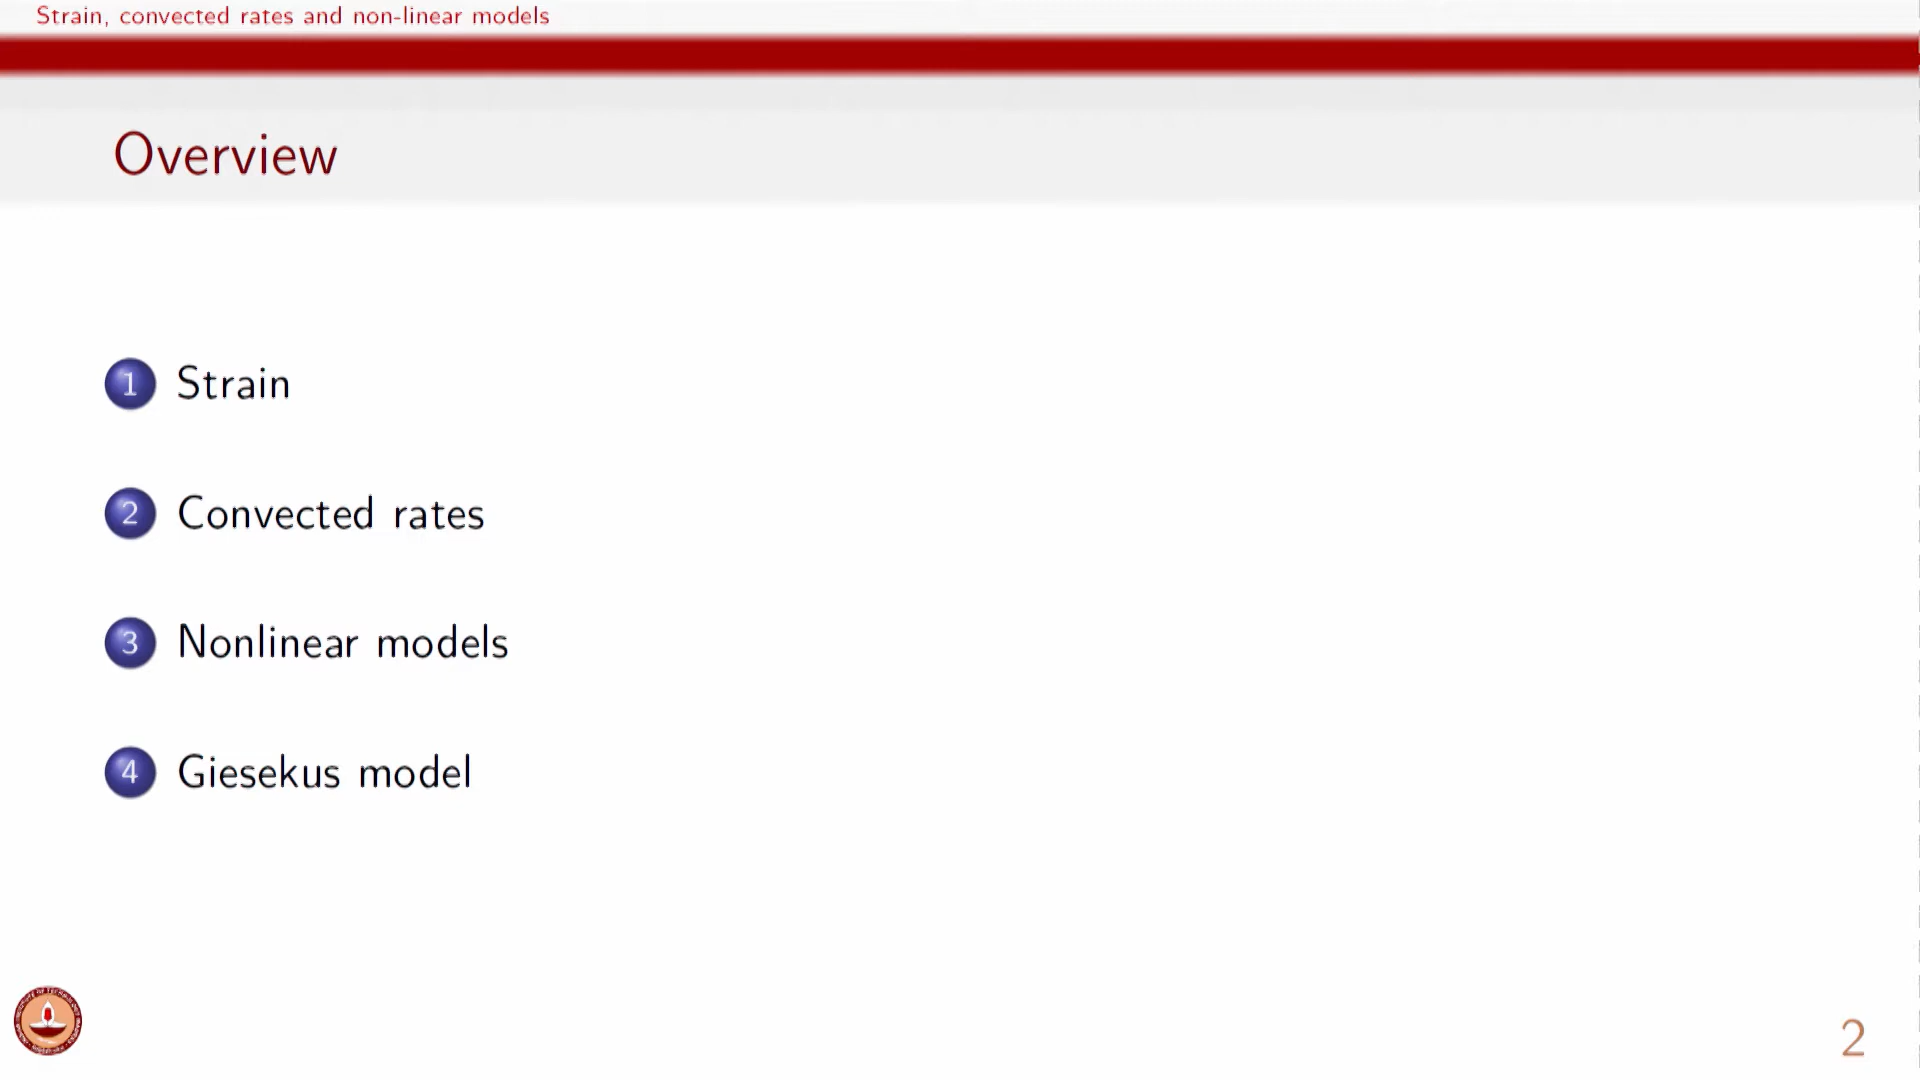 Strain, convected rates and non-linear models
Overview
1 Strain
2 Convected rates
3 Nonlinear models
4 Giesekus model
2